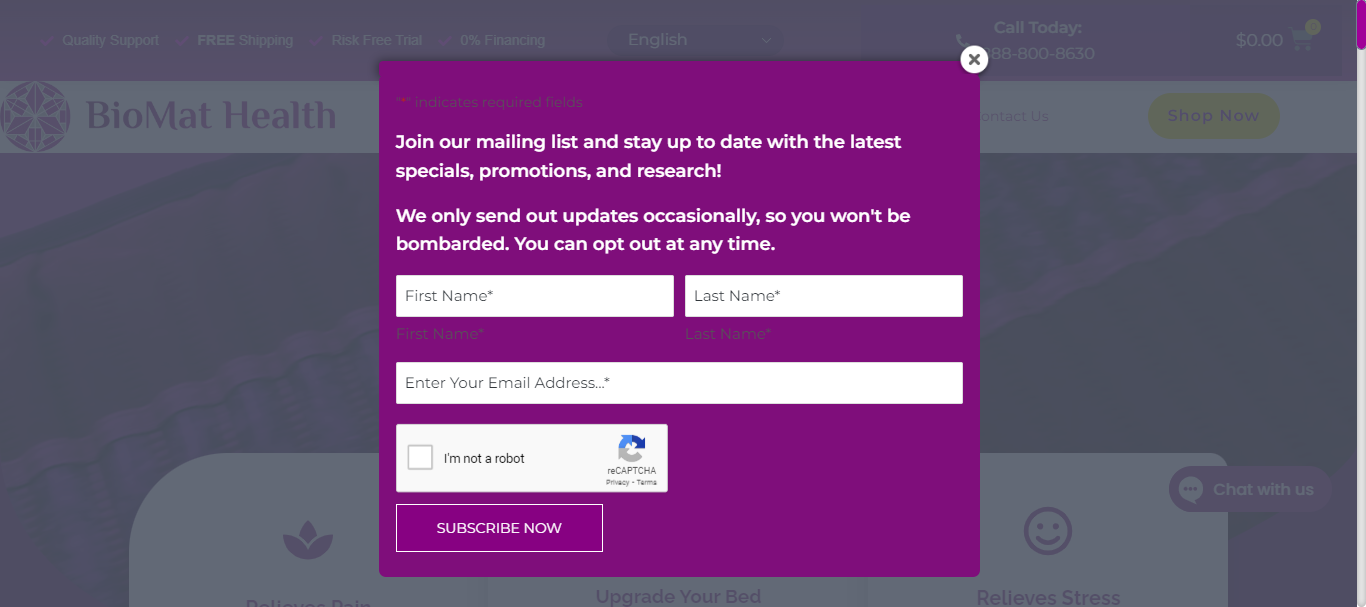 Quality Support
FREE Shipping
Risk Free Trial
0% Financing
English
Call Today:
88-800-8630
$0.00
0
BioMat Health
ontact Us
Shop Now
"*" indicates required fields
Join our mailing list and stay up to date with the latest
specials, promotions, and research!
We only send out updates occasionally, so you won't be
bombarded. You can opt out at any time.
First Name*
Last Name*
First Name*
Last Name*
Enter Your Email Address...*
I'm not a robot
reCAPTCHA
Privacy - Terms
SUBSCRIBE NOW
Chat with us
Relieves Pain
Upgrade Your Bed
Relieves Stress